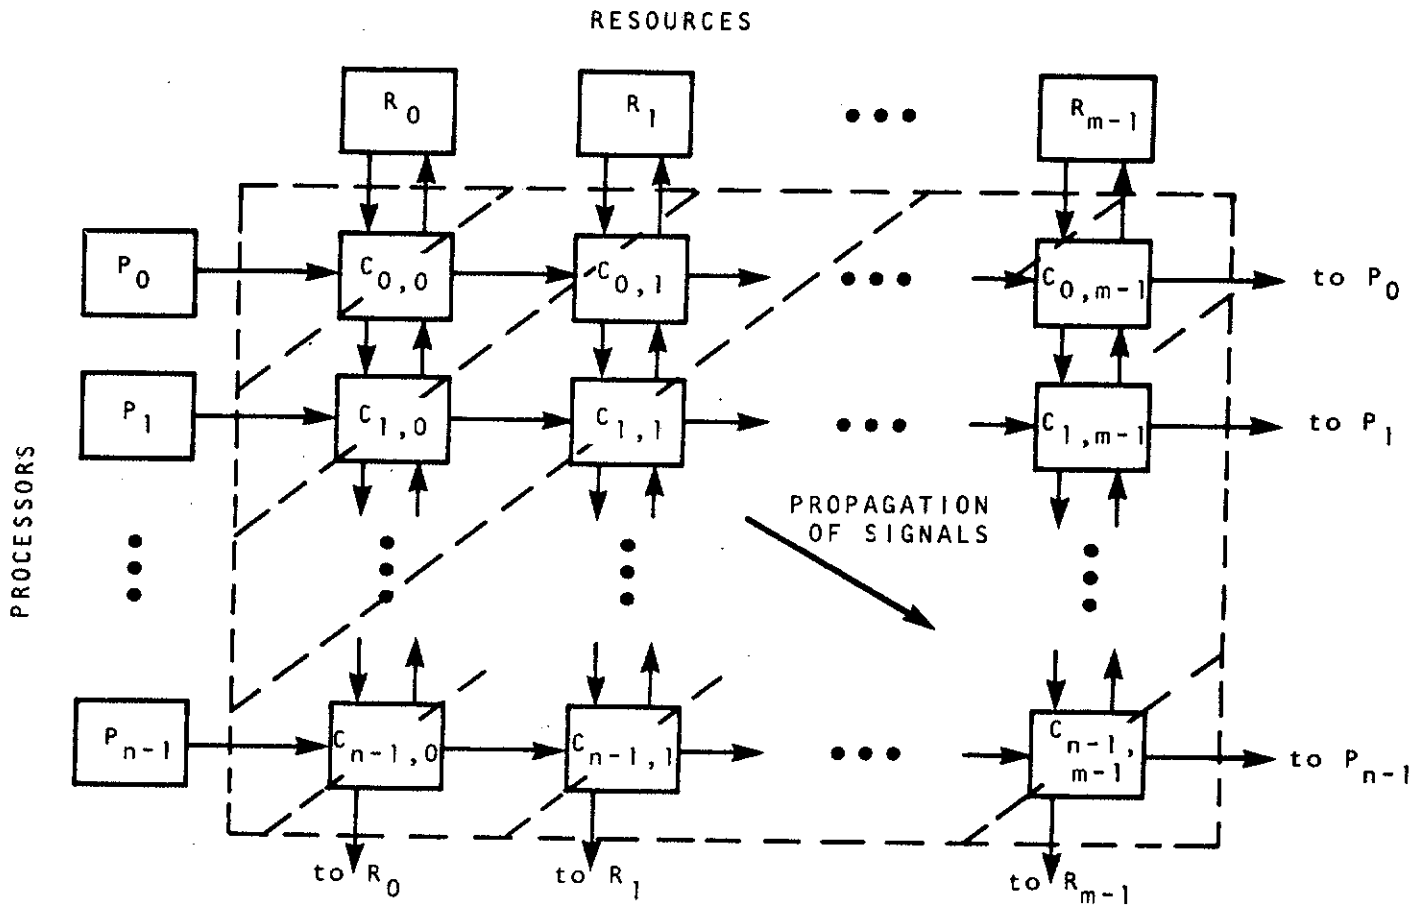 RESOURCES
R0
R1
Rm-1
P0
C0,0
C0,1
C0,m-1
to P0
P1
C1,0
C1,1
C1,m-1
to P1
PROCESSORS
PROPAGATION
OF SIGNALS
Pn-1
Cn-1,0
Cn-1,1
Cn-1,
m-1
to Pn-1
to R0
to R1
to Rm-1